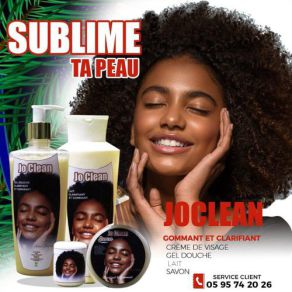 SUBLIME
TA PEAU
Jo Clean
Jo Clean
JOCLEAN
GOMMANT ET CLARIFIANT
CRÈME DE VISAGE
GEL DOUCHE
LAIT
SAVON
SERVICE CLIENT
05 95 74 20 26